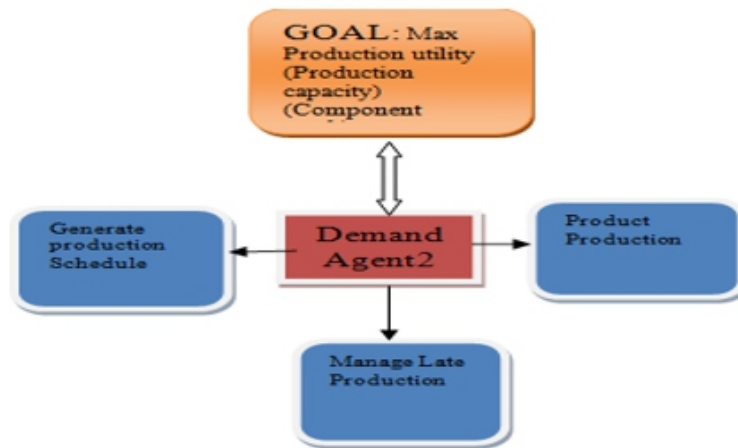 GOAL: Max
Production utility
(Production
capacity)
(Component
Generate
production
Schedule
Demand
Agent2
Product
Production
Manage Late
Production